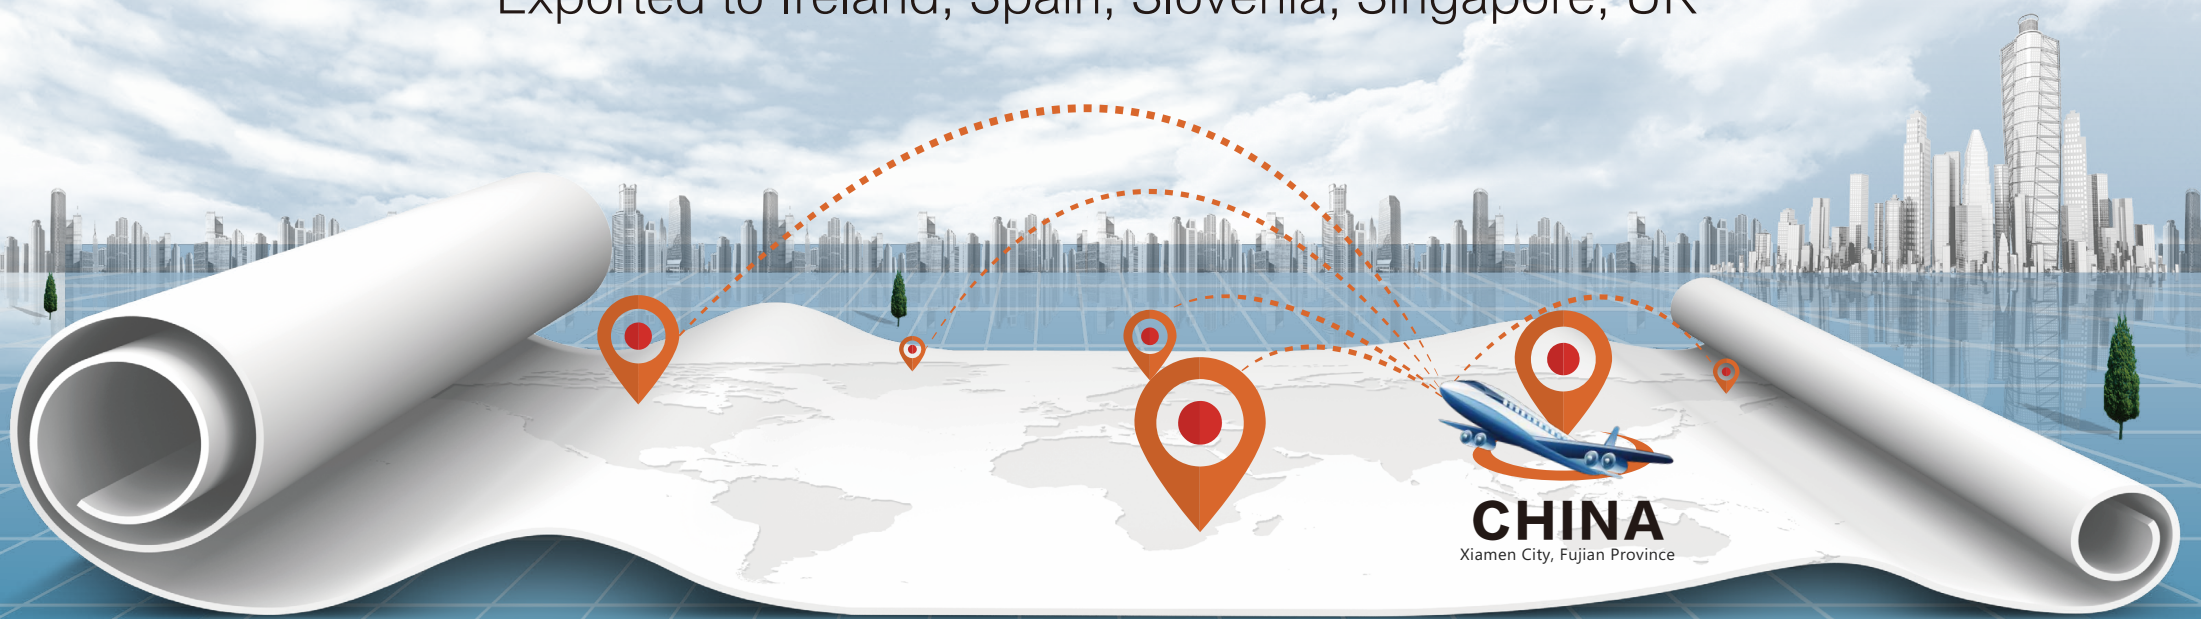 Exported to Ireland, Spain, Slovenia, Singapore, UK
CHINA
Xiamen City, Fujian Province